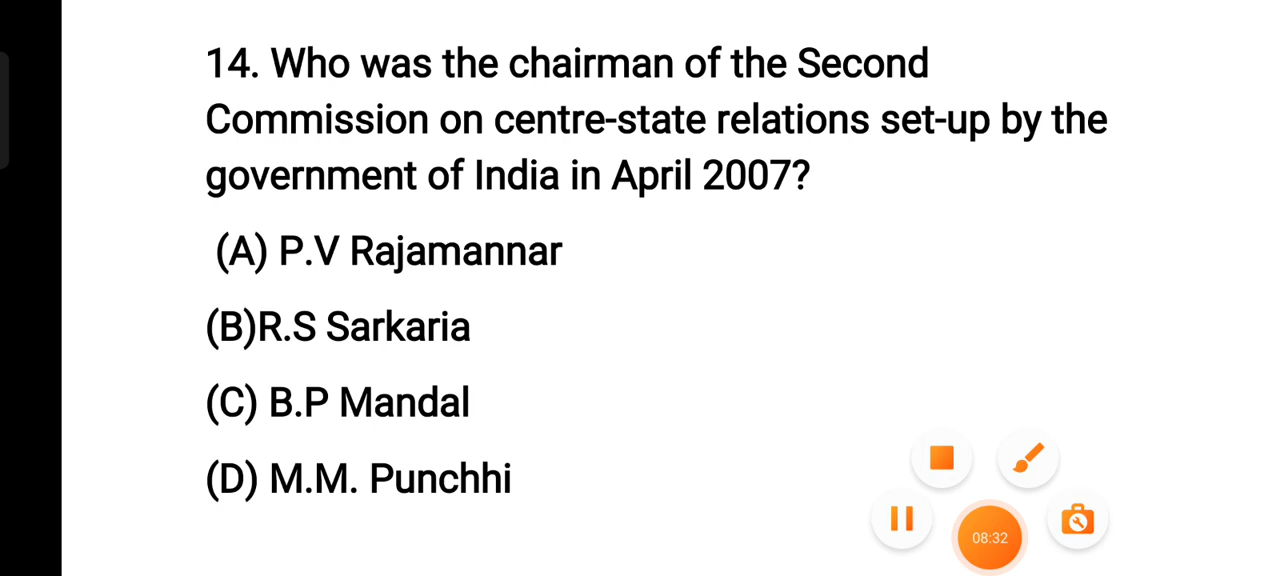 14. Who was the chairman of the Second
Commission on centre-state relations set-up by the
government of India in April 2007?
(A) P.V Rajamannar
(B)R.S Sarkaria
(C) B.P Mandal
(D) M.M. Punchhi
08:32